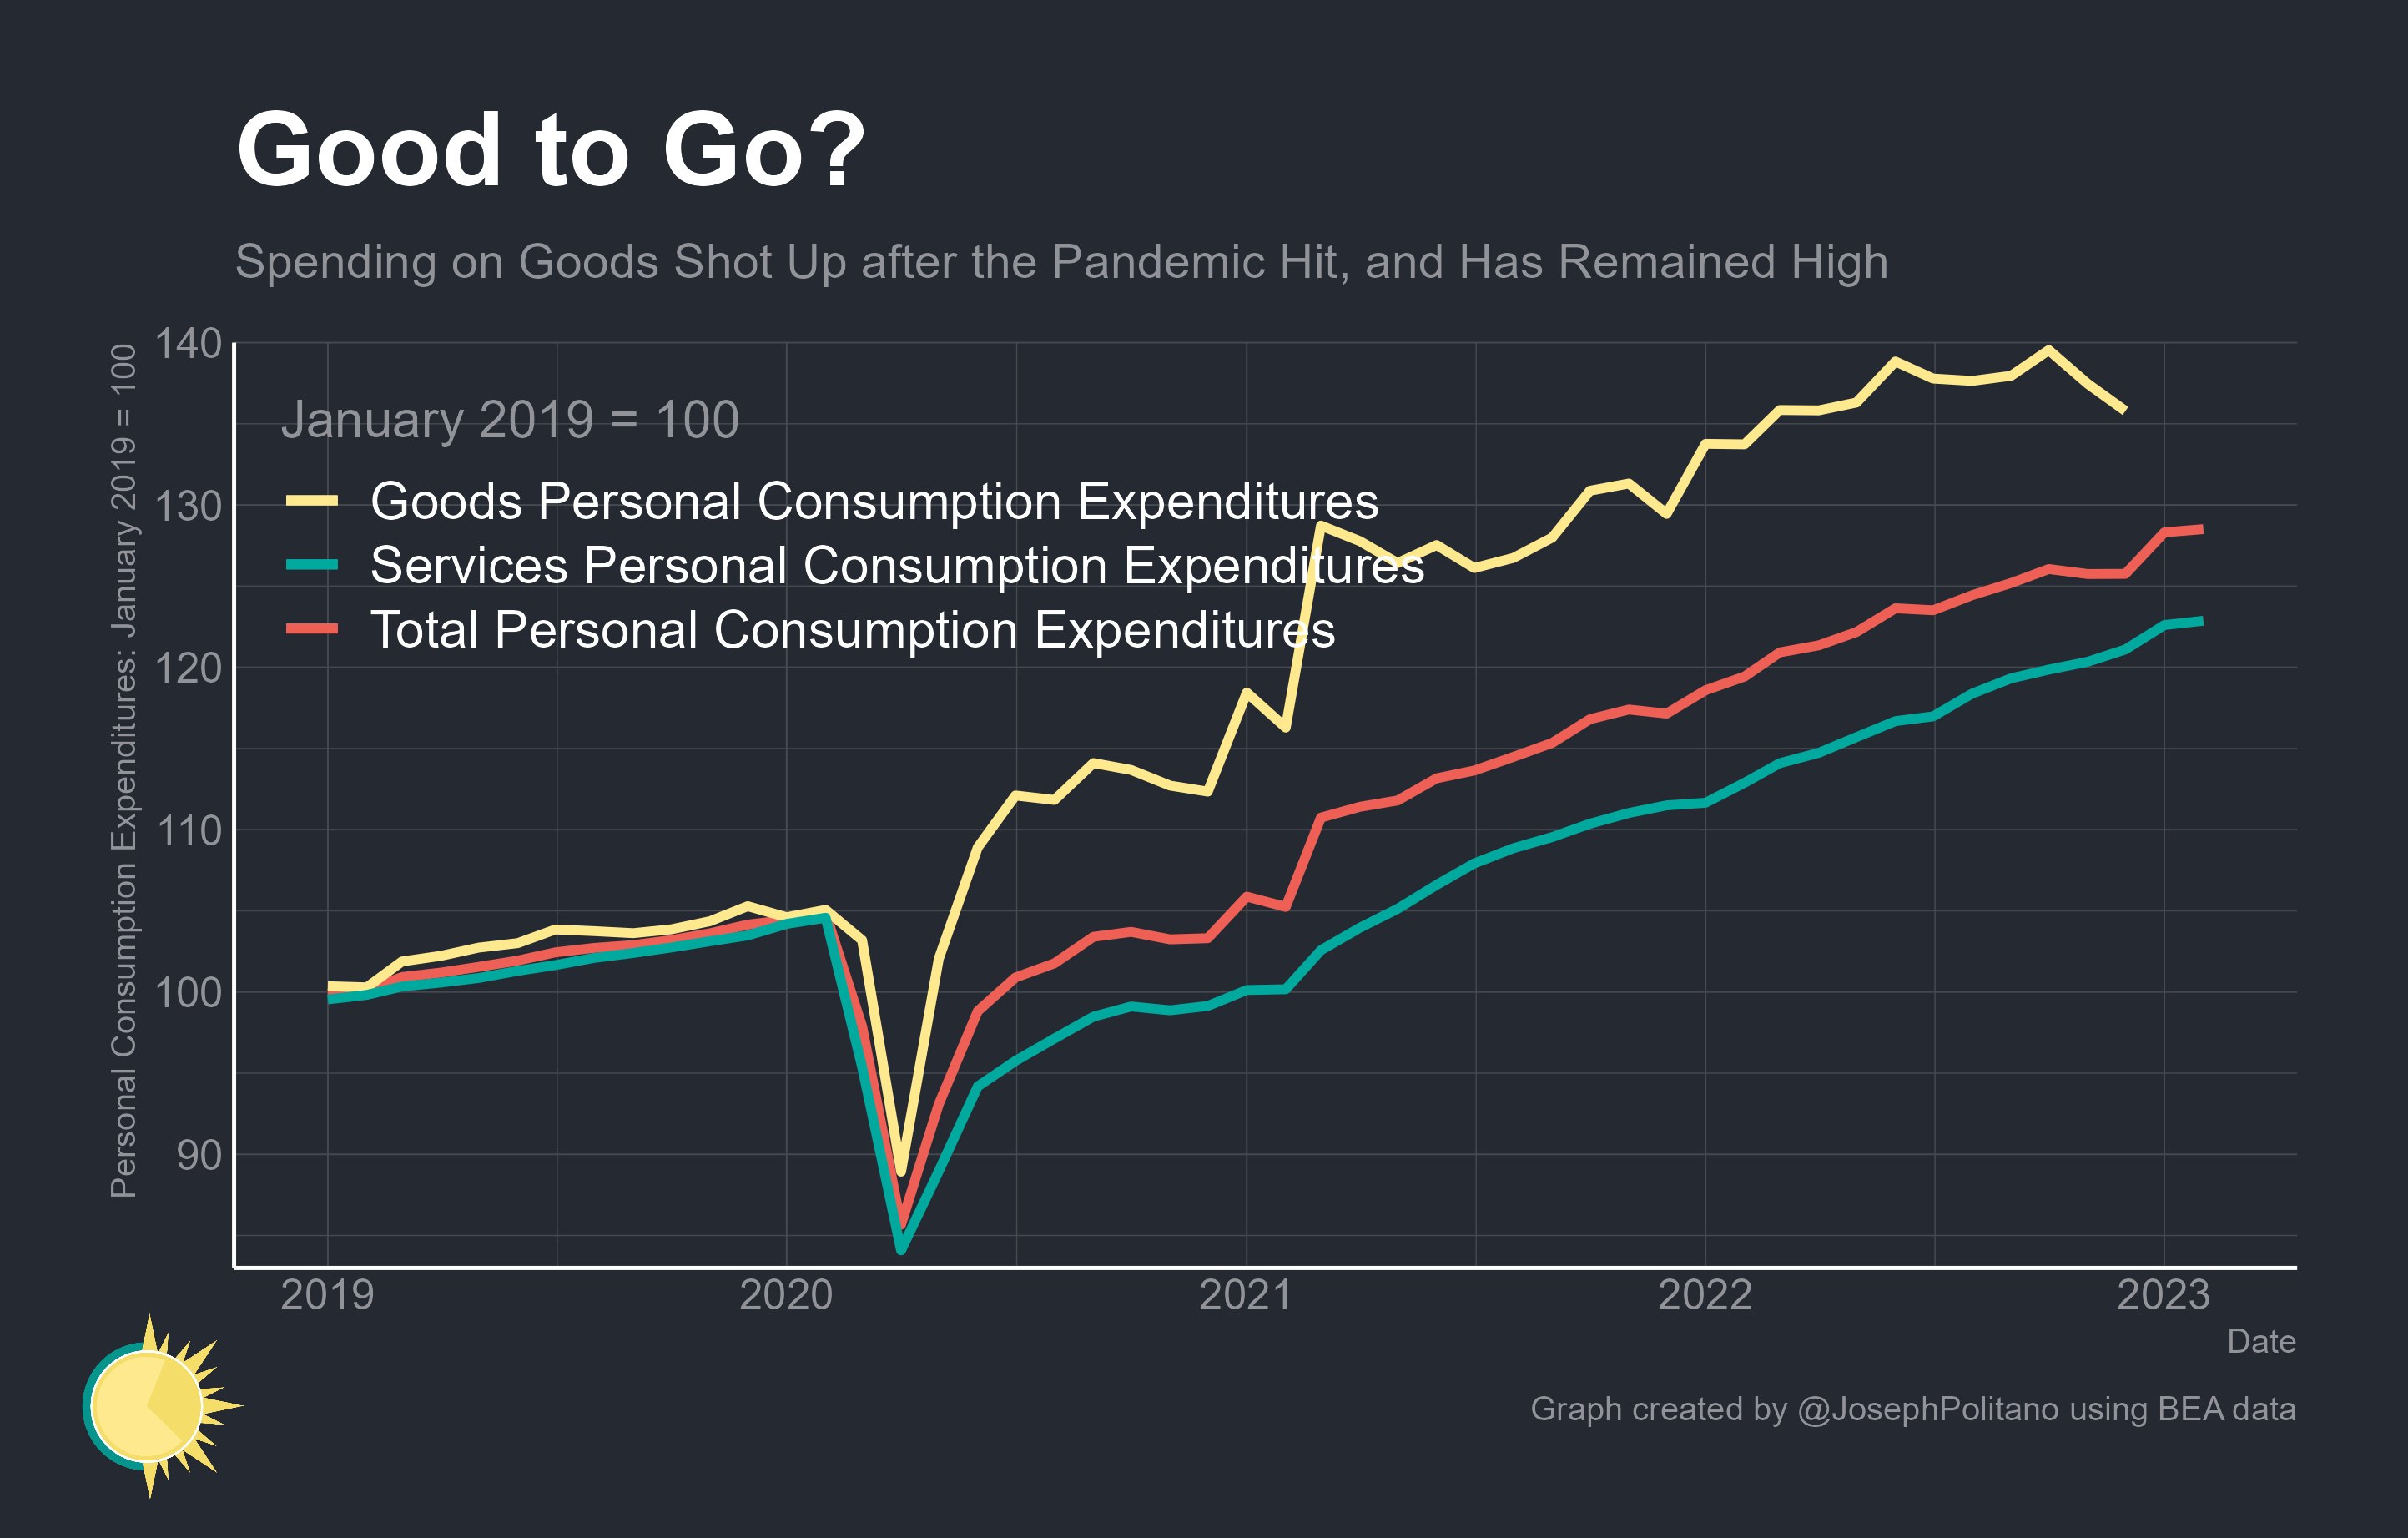 Good to Go?
Spending on Goods Shot Up after the Pandemic Hit, and Has Remained High
Personal Consumption Expenditures: January 2019 = 100
140
130
120
110
100
90
January 2019 = 100
Goods Personal Consumption Expenditures
Services Personal Consumption Expenditures
Total Personal Consumption Expenditures
2019 2020 2021 2022 2023
Date
Graph created by @JosephPolitano using BEA data